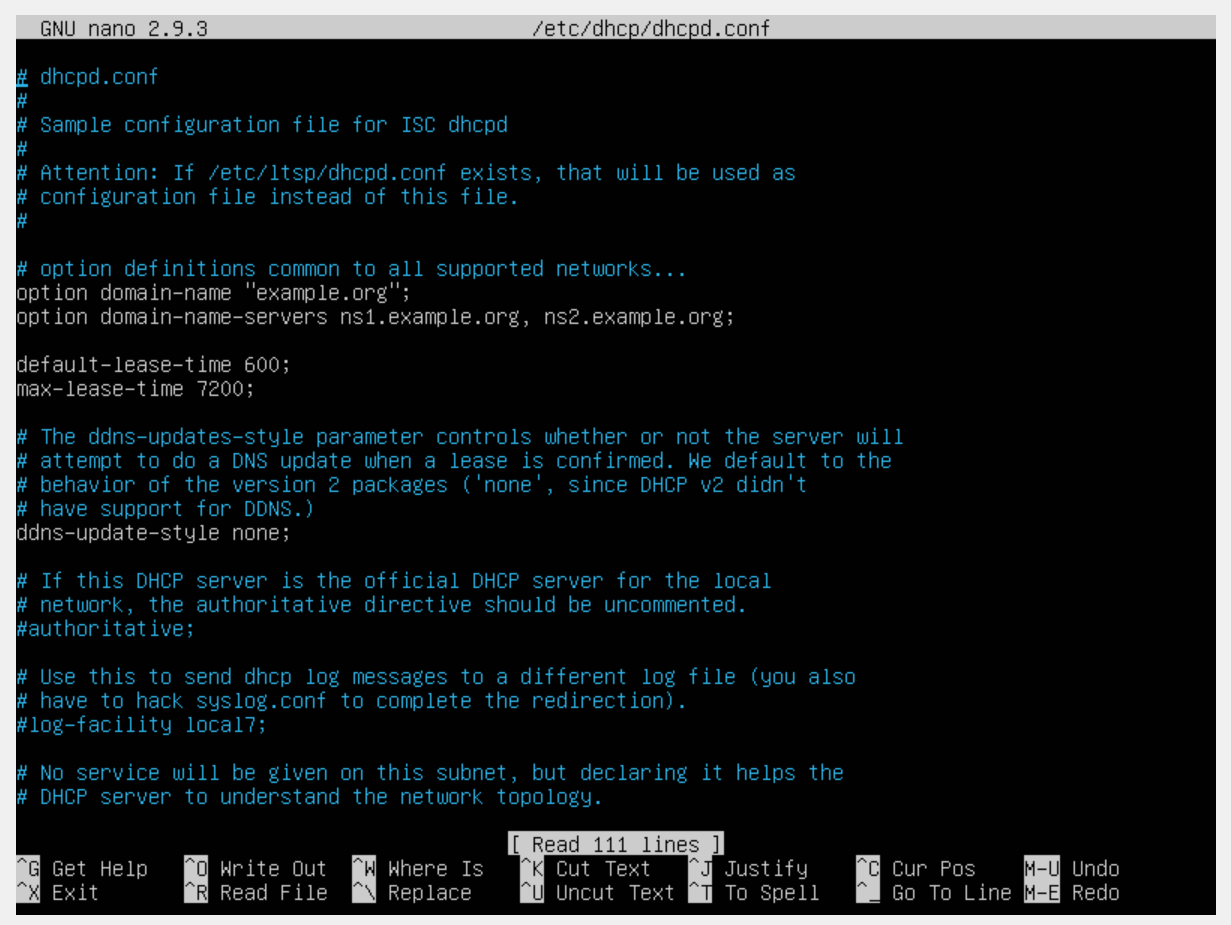 GNU nano 2.9.3 /etc/dhcp/dhcpd.conf
# dhcpd.conf
#
# Sample configuration file for ISC dhcpd
#
# Attention: If /etc/ltsp/dhcpd.conf exists, that will be used as
# configuration file instead of this file.
#
# option definitions common to all supported networks...
option domain-name "example.org";
option domain-name-servers ns1.example.org, ns2.example.org;
default-lease-time 600;
max-lease-time 7200;
# The ddns-updates-style parameter controls whether or not the server will
# attempt to do a DNS update when a lease is confirmed. We default to the
# behavior of the version 2 packages ('none', since DHCP v2 didn't
# have support for DDNS.)
ddns-update-style none;
# If this DHCP server is the official DHCP server for the local
# network, the authoritative directive should be uncommented.
#authoritative;
# Use this to send dhcp log messages to a different log file (you also
# have to hack syslog.conf to complete the redirection).
#log-facility local7;
# No service will be given on this subnet, but declaring it helps the
# DHCP server to understand the network topology.
[ Read 111 lines ]
^G Get Help ^O Write Out ^W Where Is ^K Cut Text ^J Justify ^C Cur Pos M-U Undo
^X Exit ^R Read File ^\ Replace ^U Uncut Text ^T To Spell ^_ Go To Line M-E Redo